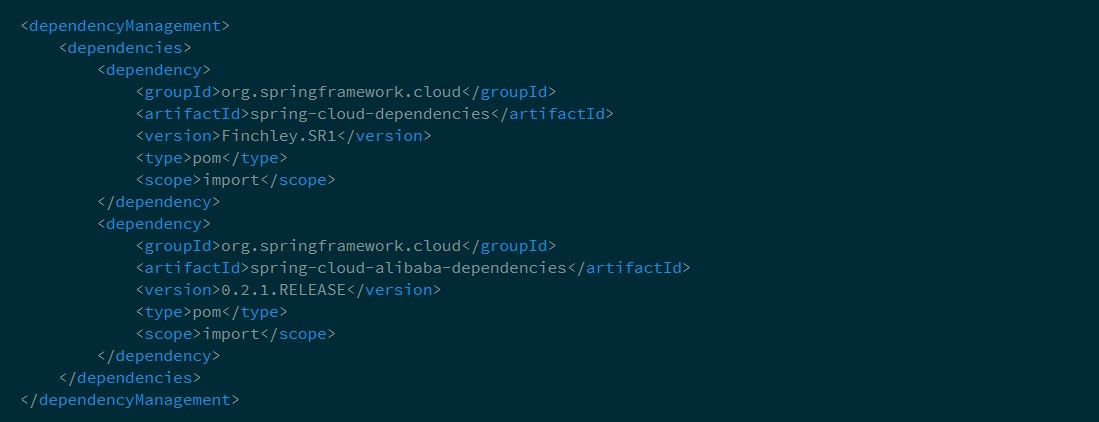 <dependencyManagement>
    <dependencies>
        <dependency>
            <groupId>org.springframework.cloud</groupId>
            <artifactId>spring-cloud-dependencies</artifactId>
            <version>Finchley.SR1</version>
            <type>pom</type>
            <scope>import</scope>
        </dependency>
        <dependency>
            <groupId>org.springframework.cloud</groupId>
            <artifactId>spring-cloud-alibaba-dependencies</artifactId>
            <version>0.2.1.RELEASE</version>
            <type>pom</type>
            <scope>import</scope>
        </dependency>
    </dependencies>
</dependencyManagement>